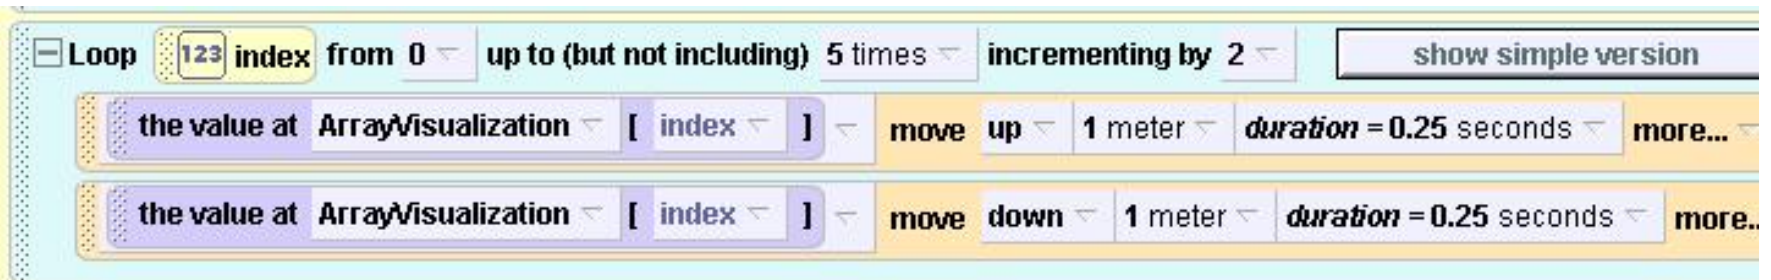 Loop 123 index from 0 up to (but not including) 5 times incrementing by 2 show simple version
the value at ArrayVisualization [ index ] move up 1 meter duration = 0.25 seconds more...
the value at ArrayVisualization [ index ] move down 1 meter duration = 0.25 seconds more..